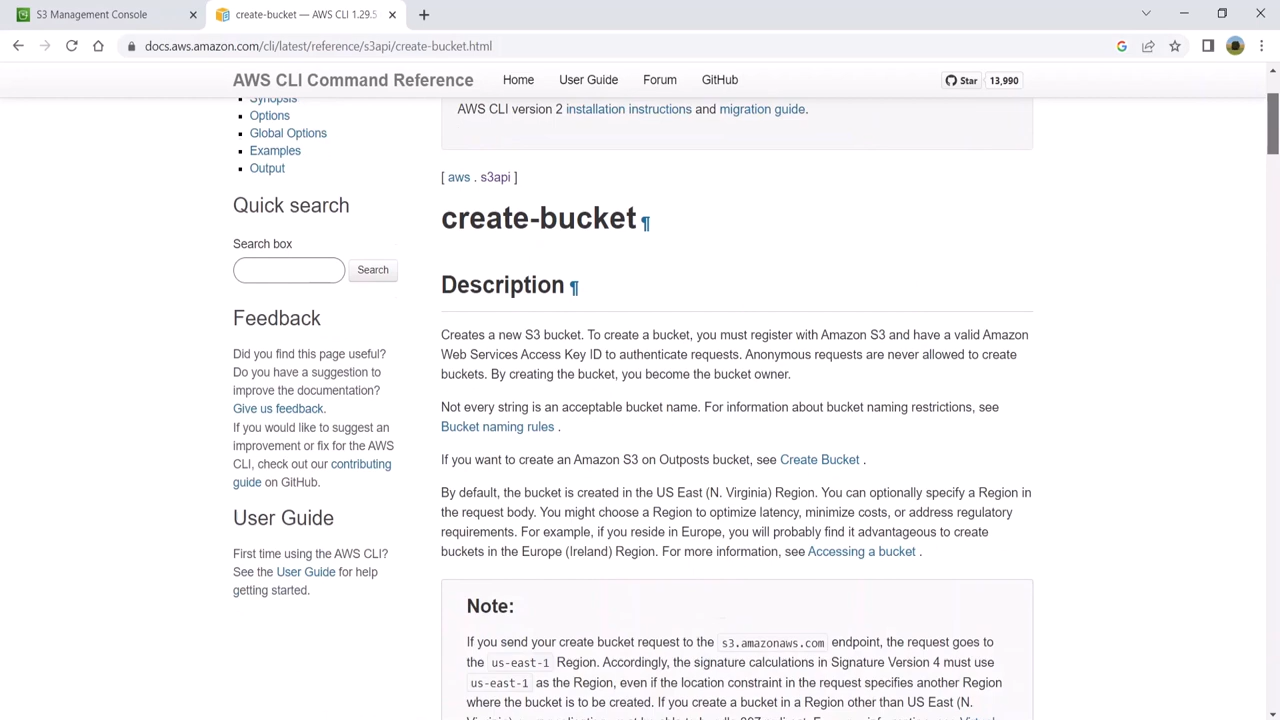 S3 Management Console
create-bucket — AWS CLI 1.29.5
docs.aws.amazon.com/cli/latest/reference/s3api/create-bucket.html
AWS CLI Command Reference
Home
User Guide
Forum
GitHub
Star
13,990
Synopsis
Options
Global Options
Examples
Output
Quick search
Search box
Search
Feedback
Did you find this page useful?
Do you have a suggestion to
improve the documentation?
Give us feedback.
If you would like to suggest an
improvement or fix for the AWS
CLI, check out our contributing
guide on GitHub.
User Guide
First time using the AWS CLI?
See the User Guide for help
getting started.
AWS CLI version 2 installation instructions and migration guide.
[ aws . s3api ]
create-bucket ¶
Description ¶
Creates a new S3 bucket. To create a bucket, you must register with Amazon S3 and have a valid Amazon
Web Services Access Key ID to authenticate requests. Anonymous requests are never allowed to create
buckets. By creating the bucket, you become the bucket owner.
Not every string is an acceptable bucket name. For information about bucket naming restrictions, see
Bucket naming rules .
If you want to create an Amazon S3 on Outposts bucket, see Create Bucket .
By default, the bucket is created in the US East (N. Virginia) Region. You can optionally specify a Region in
the request body. You might choose a Region to optimize latency, minimize costs, or address regulatory
requirements. For example, if you reside in Europe, you will probably find it advantageous to create
buckets in the Europe (Ireland) Region. For more information, see Accessing a bucket .
Note:
If you send your create bucket request to the s3.amazonaws.com endpoint, the request goes to
the us-east-1 Region. Accordingly, the signature calculations in Signature Version 4 must use
us-east-1 as the Region, even if the location constraint in the request specifies another Region
where the bucket is to be created. If you create a bucket in a Region other than US East (N.